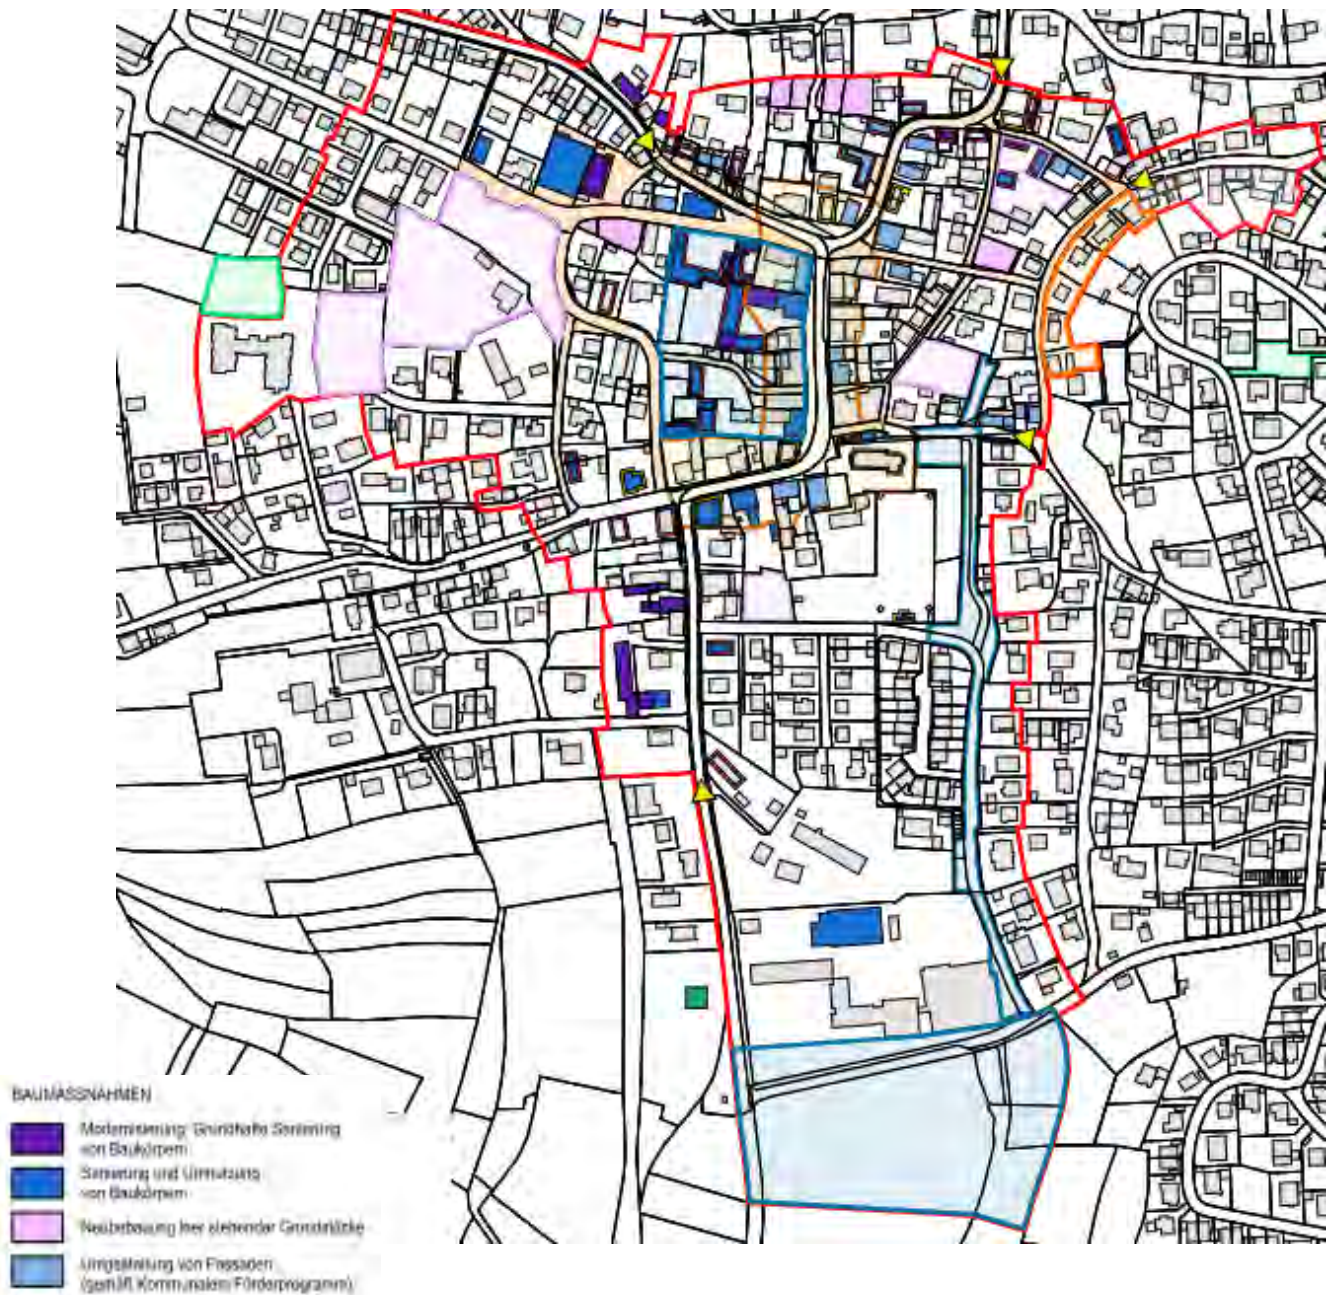 BAUMASSNAHMEN
Modernisierung: Grundhafte Sanierung
von Baukörpern
Sanierung und Umnutzung
von Baukörpern
Neubebauung leer stehender Grundstücke
Umgestaltung von Fassaden
(gemäß Kommunalem Förderprogramm)